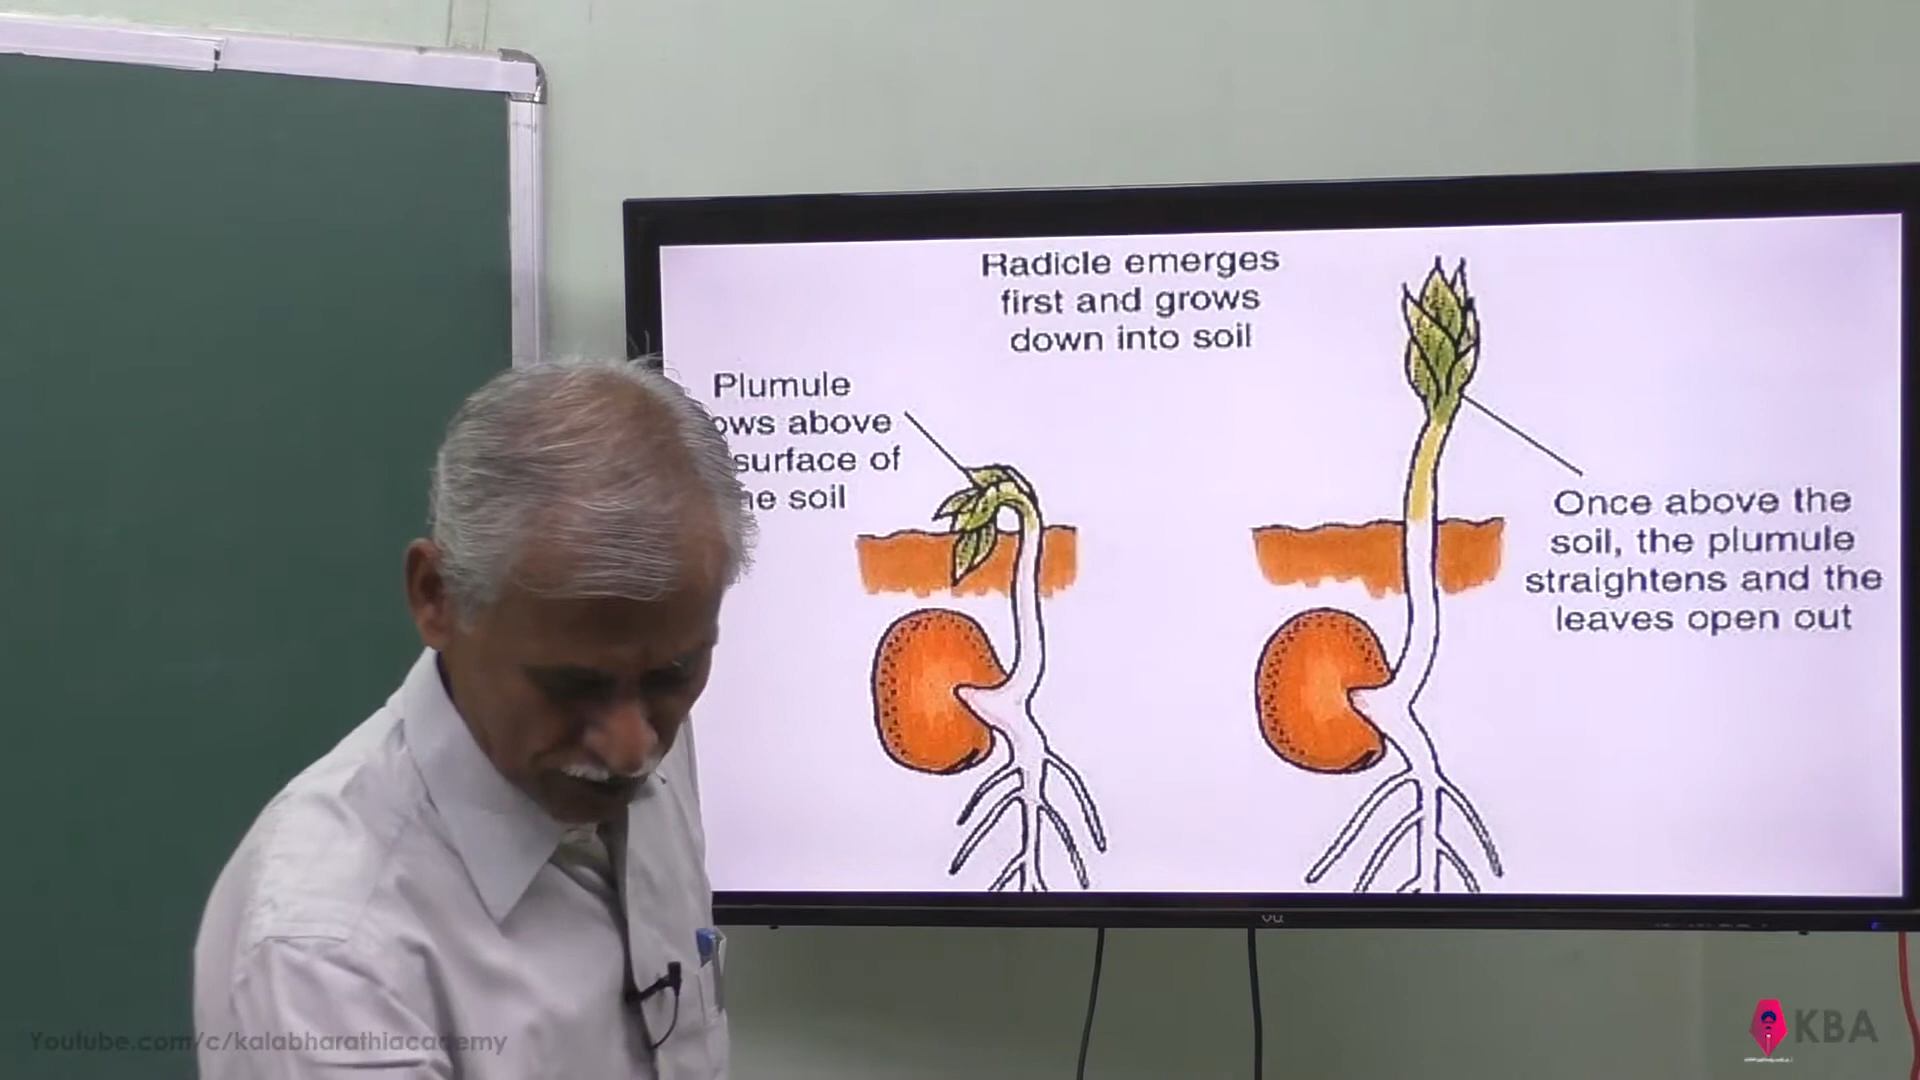 Radicle emerges
first and grows
down into soil
Plumule
ows above
surface of
soil
Once above the
soil, the plumule
straightens and the
leaves open out
Youtube.com/c/kalabharathiacademy
KBA